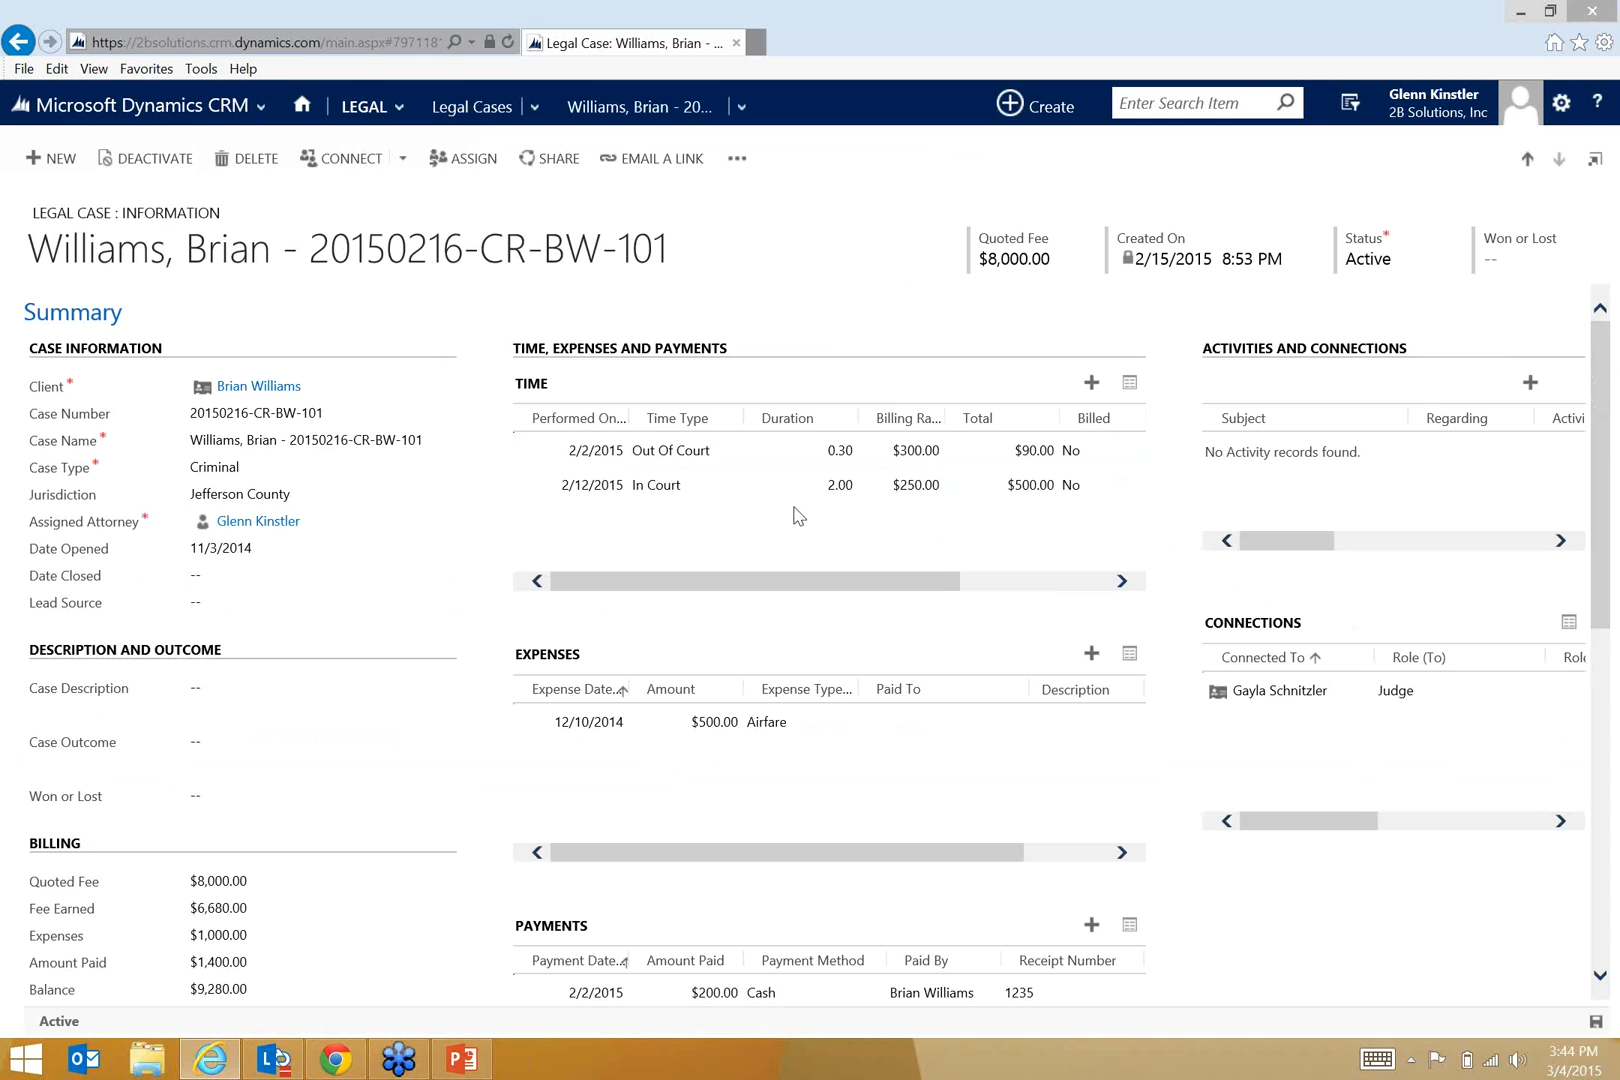 https://2bsolutions.crm.dynamics.com/main.aspx#797118
Legal Case: Williams, Brian - ...
File Edit View Favorites Tools Help
Microsoft Dynamics CRM LEGAL Legal Cases Williams, Brian - 20... Create Enter Search Item
Glenn Kinstler
2B Solutions, Inc
?
NEW DEACTIVATE DELETE CONNECT ASSIGN SHARE EMAIL A LINK ...
LEGAL CASE : INFORMATION
Williams, Brian - 20150216-CR-BW-101
Quoted Fee
$8,000.00
Created On
2/15/2015 8:53 PM
Status*
Active
Won or Lost
--
Summary
CASE INFORMATION
Client* Brian Williams
Case Number 20150216-CR-BW-101
Case Name* Williams, Brian - 20150216-CR-BW-101
Case Type* Criminal
Jurisdiction Jefferson County
Assigned Attorney* Glenn Kinstler
Date Opened 11/3/2014
Date Closed --
Lead Source --
DESCRIPTION AND OUTCOME
Case Description --
Case Outcome --
Won or Lost --
BILLING
Quoted Fee $8,000.00
Fee Earned $6,680.00
Expenses $1,000.00
Amount Paid $1,400.00
Balance $9,280.00
TIME, EXPENSES AND PAYMENTS
TIME
Performed On... Time Type Duration Billing Ra... Total Billed
2/2/2015 Out Of Court 0.30 $300.00 $90.00 No
2/12/2015 In Court 2.00 $250.00 $500.00 No
EXPENSES
Expense Date... Amount Expense Type... Paid To Description
12/10/2014 $500.00 Airfare
PAYMENTS
Payment Date... Amount Paid Payment Method Paid By Receipt Number
2/2/2015 $200.00 Cash Brian Williams 1235
ACTIVITIES AND CONNECTIONS
Subject Regarding Activi
No Activity records found.
CONNECTIONS
Connected To Role (To) Role
Gayla Schnitzler Judge
Active
3:44 PM
3/4/2015